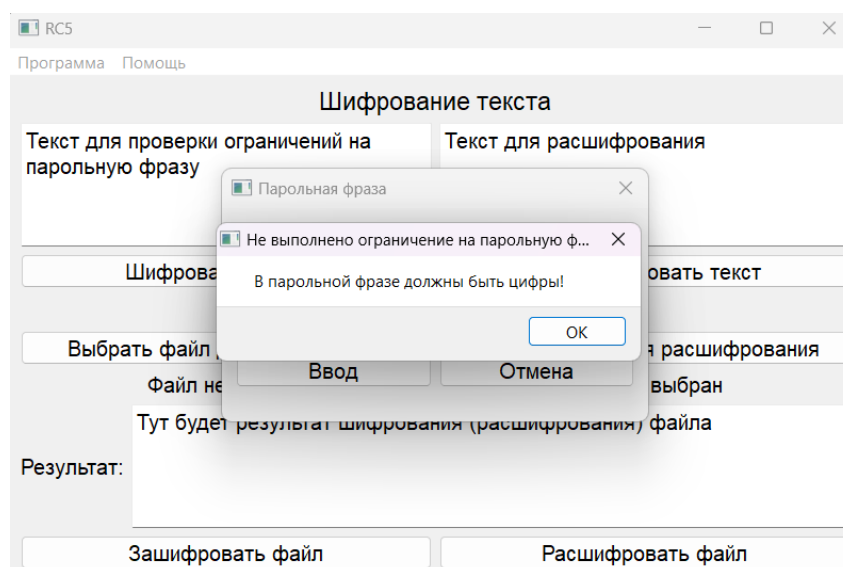 RC5
Программа Помощь
Шифрование текста
Текст для проверки ограничений на
парольную фразу
Текст для расшифрования
Парольная фраза
Не выполнено ограничение на парольную ф...
В парольной фразе должны быть цифры!
OK
Ввод
Отмена
Выбрать файл
расшифрования
Файл не
выбран
текст
Тут будет результат шифрования (расшифрования) файла
Результат:
Зашифровать файл
Расшифровать файл